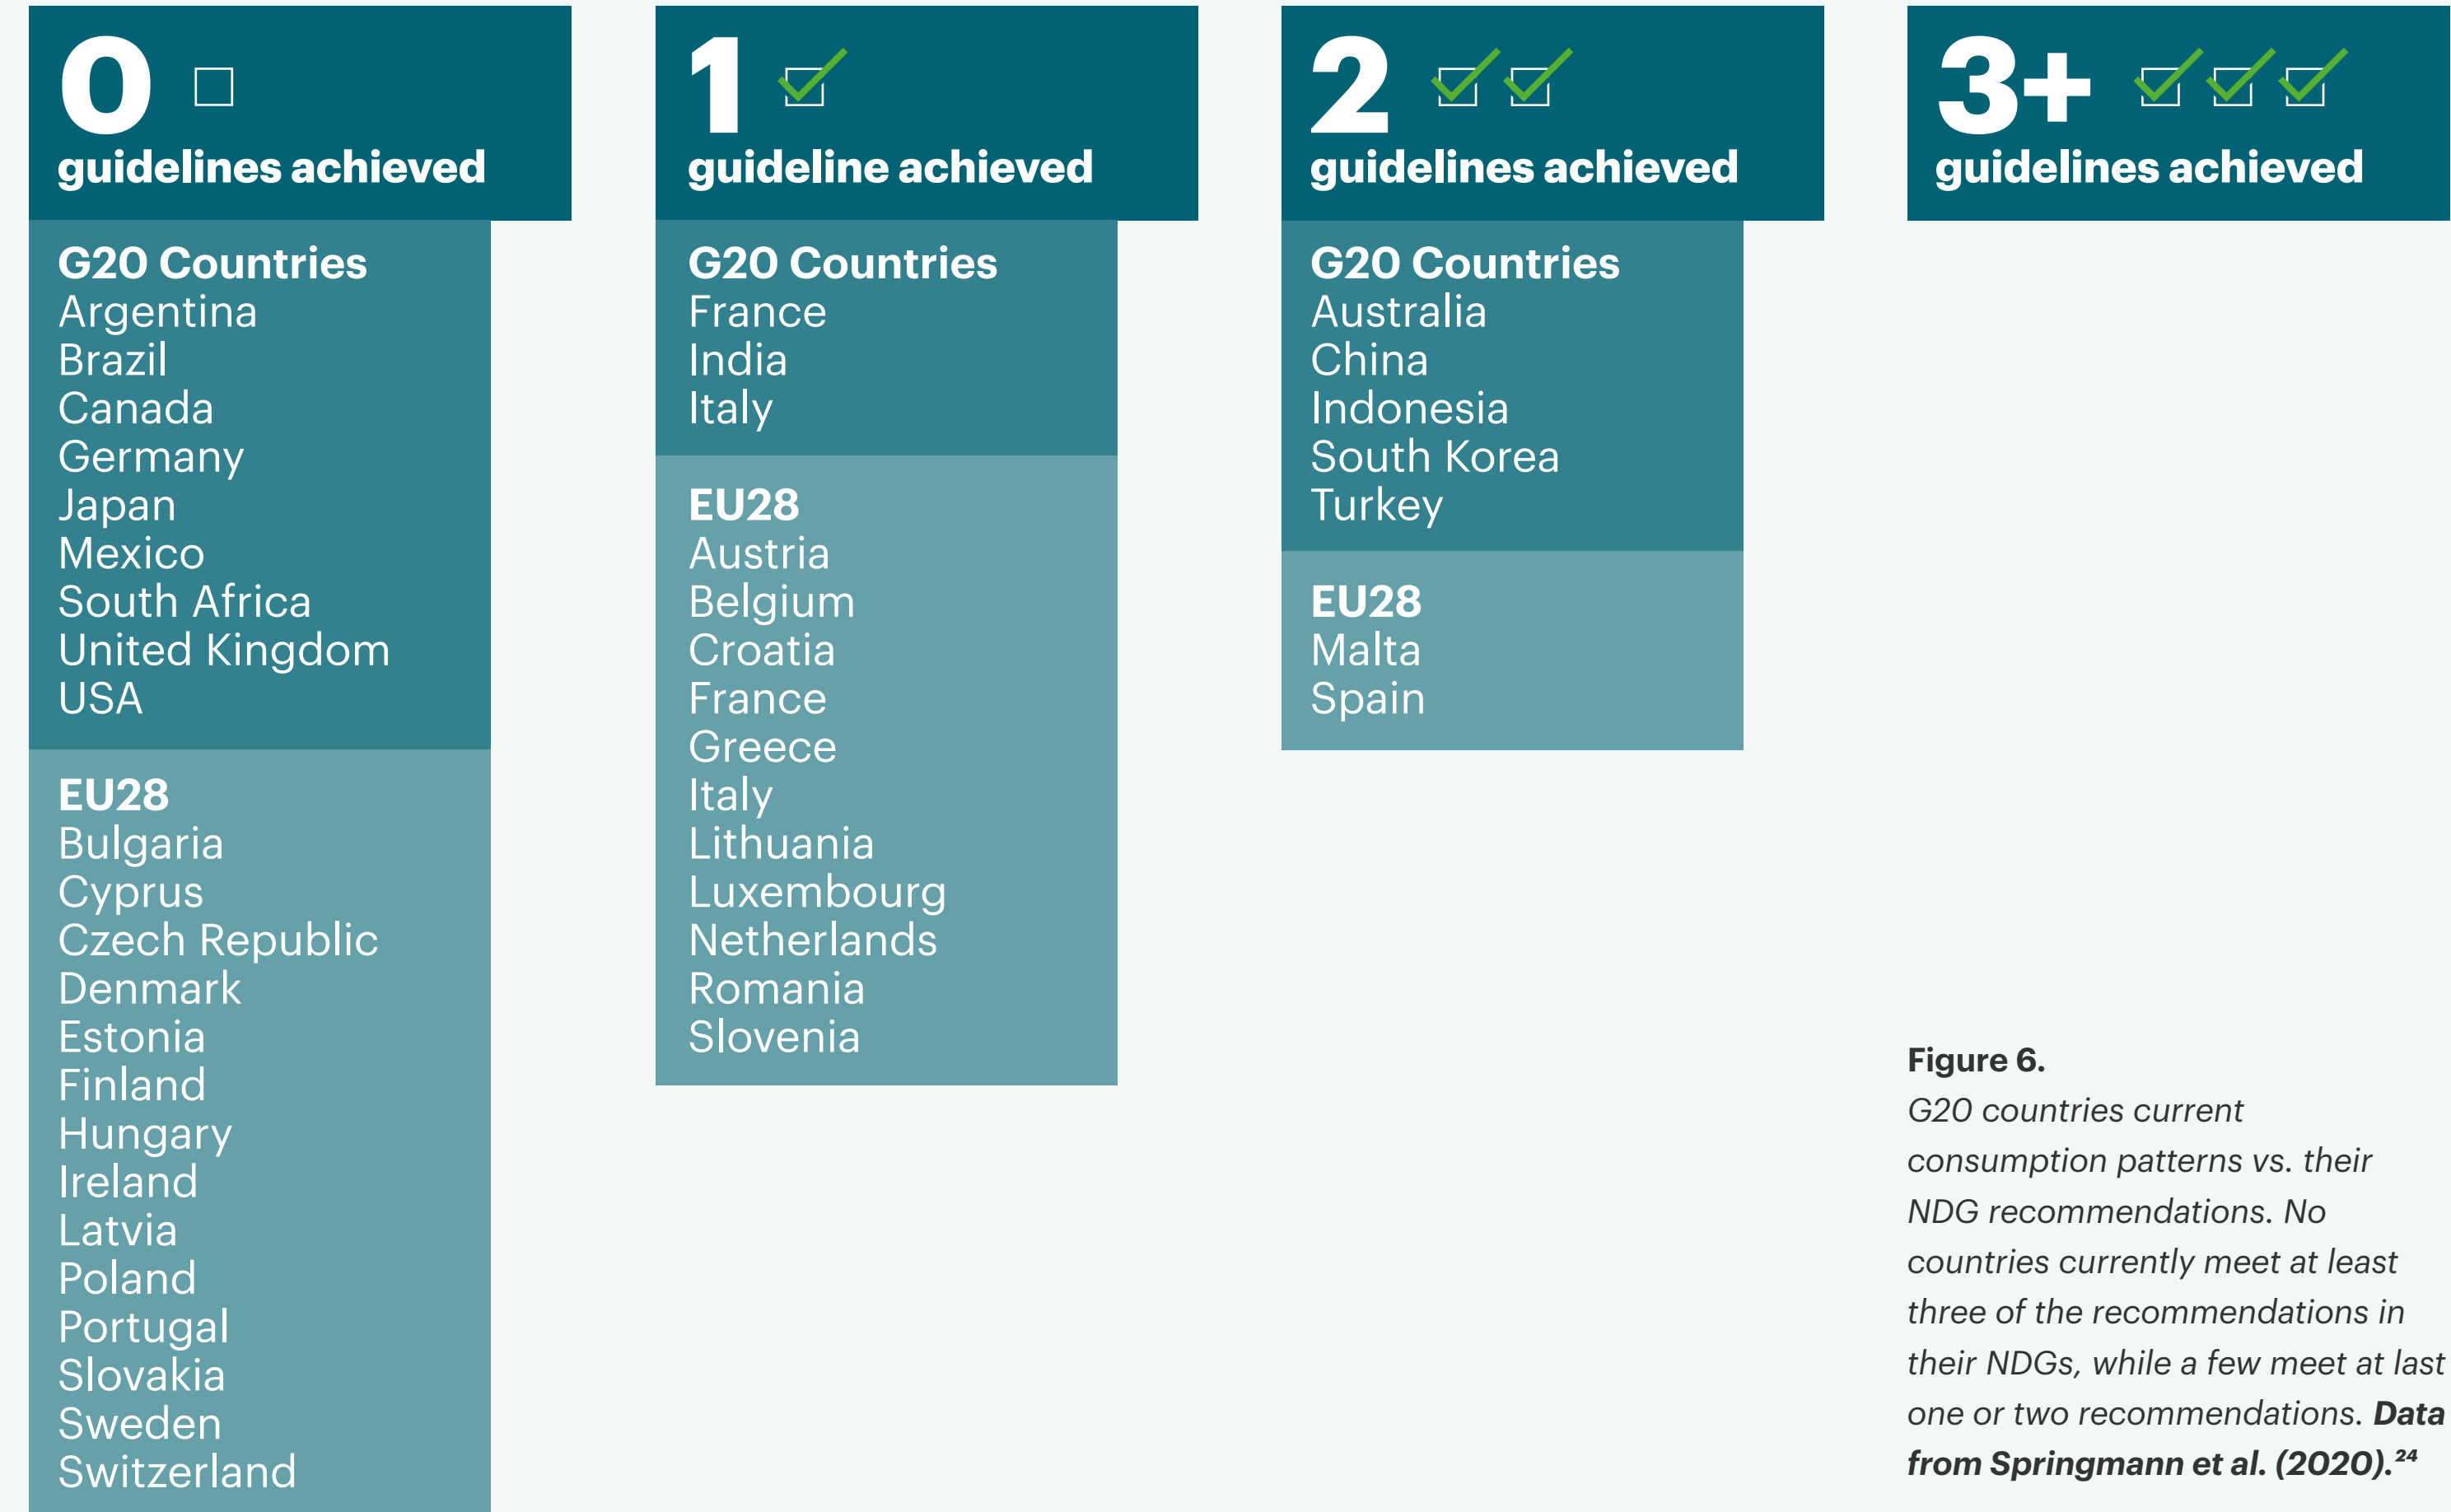 0
guidelines achieved
G20 Countries
Argentina
Brazil
Canada
Germany
Japan
Mexico
South Africa
United Kingdom
USA
EU28
Bulgaria
Cyprus
Czech Republic
Denmark
Estonia
Finland
Hungary
Ireland
Latvia
Poland
Portugal
Slovakia
Sweden
Switzerland
1
guideline achieved
G20 Countries
France
India
Italy
EU28
Austria
Belgium
Croatia
France
Greece
Italy
Lithuania
Luxembourg
Netherlands
Romania
Slovenia
2
guidelines achieved
G20 Countries
Australia
China
Indonesia
South Korea
Turkey
EU28
Malta
Spain
3+
guidelines achieved
Figure 6.
G20 countries current
consumption patterns vs. their
NDG recommendations. No
countries currently meet at least
three of the recommendations in
their NDGs, while a few meet at last
one or two recommendations. Data
from Springmann et al. (2020).²⁴